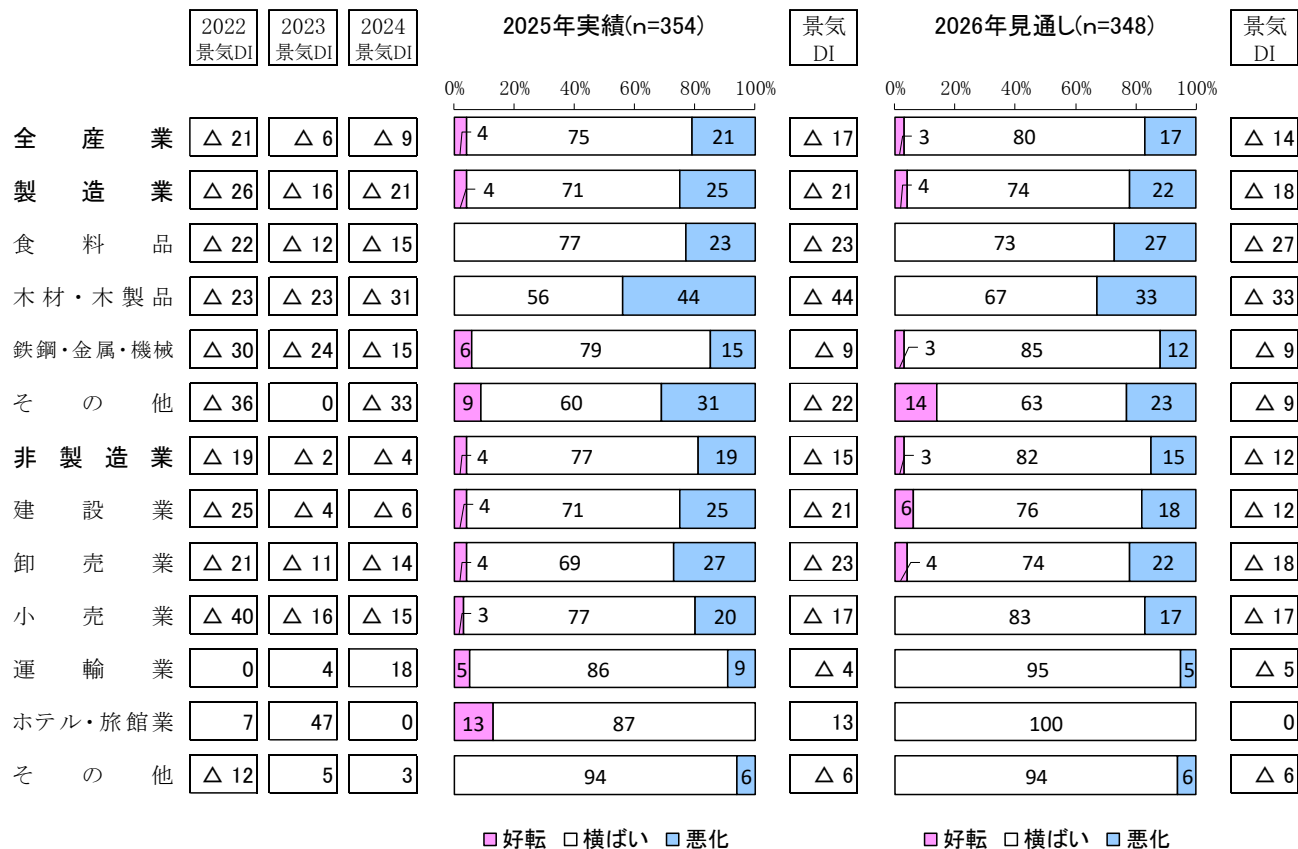 2022 2023 2024 2025年実績(n=354) 景気 2026年見通し(n=348) 景気
景気DI 景気DI 景気DI DI DI
0% 20% 40% 60% 80% 100% 0% 20% 40% 60% 80% 100%
全産業 △ 21 △ 6 △ 9 4 75 21 △ 17 3 80 17 △ 14
製造業 △ 26 △ 16 △ 21 4 71 25 △ 21 4 74 22 △ 18
食料品 △ 22 △ 12 △ 15 77 23 △ 23 73 27 △ 27
木材・木製品 △ 23 △ 23 △ 31 56 44 △ 44 67 33 △ 33
鉄鋼・金属・機械 △ 30 △ 24 △ 15 6 79 15 △ 9 3 85 12 △ 9
その他 △ 36 0 △ 33 9 60 31 △ 22 14 63 23 △ 9
非製造業 △ 19 △ 2 △ 4 4 77 19 △ 15 3 82 15 △ 12
建設業 △ 25 △ 4 △ 6 4 71 25 △ 21 6 76 18 △ 12
卸売業 △ 21 △ 11 △ 14 4 69 27 △ 23 4 74 22 △ 18
小売業 △ 40 △ 16 △ 15 3 77 20 △ 17 83 17 △ 17
運輸業 0 4 18 5 86 9 △ 4 95 5 △ 5
ホテル・旅館業 7 47 0 13 87 13 100 0
その他 △ 12 5 3 94 6 △ 6 94 6 △ 6
好転 横ばい 悪化 好転 横ばい 悪化